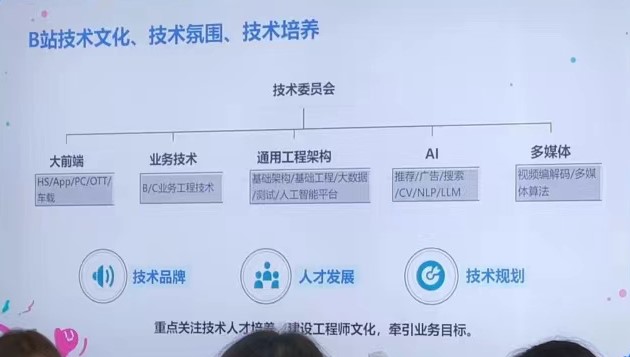 B站技术文化、技术氛围、技术培养
技术委员会
大前端
业务技术
通用工程架构
AI
多媒体
HS/App/PC/OTT/
车载
B/C业务工程技术
基础架构/基础工程/大数据
/测试/人工智能平台
推荐/广告/搜索
/CV/NLP/LLM
视频编解码/多媒
体算法
技术品牌
人才发展
技术规划
重点关注技术人才培养，建设工程师文化，牵引业务目标。